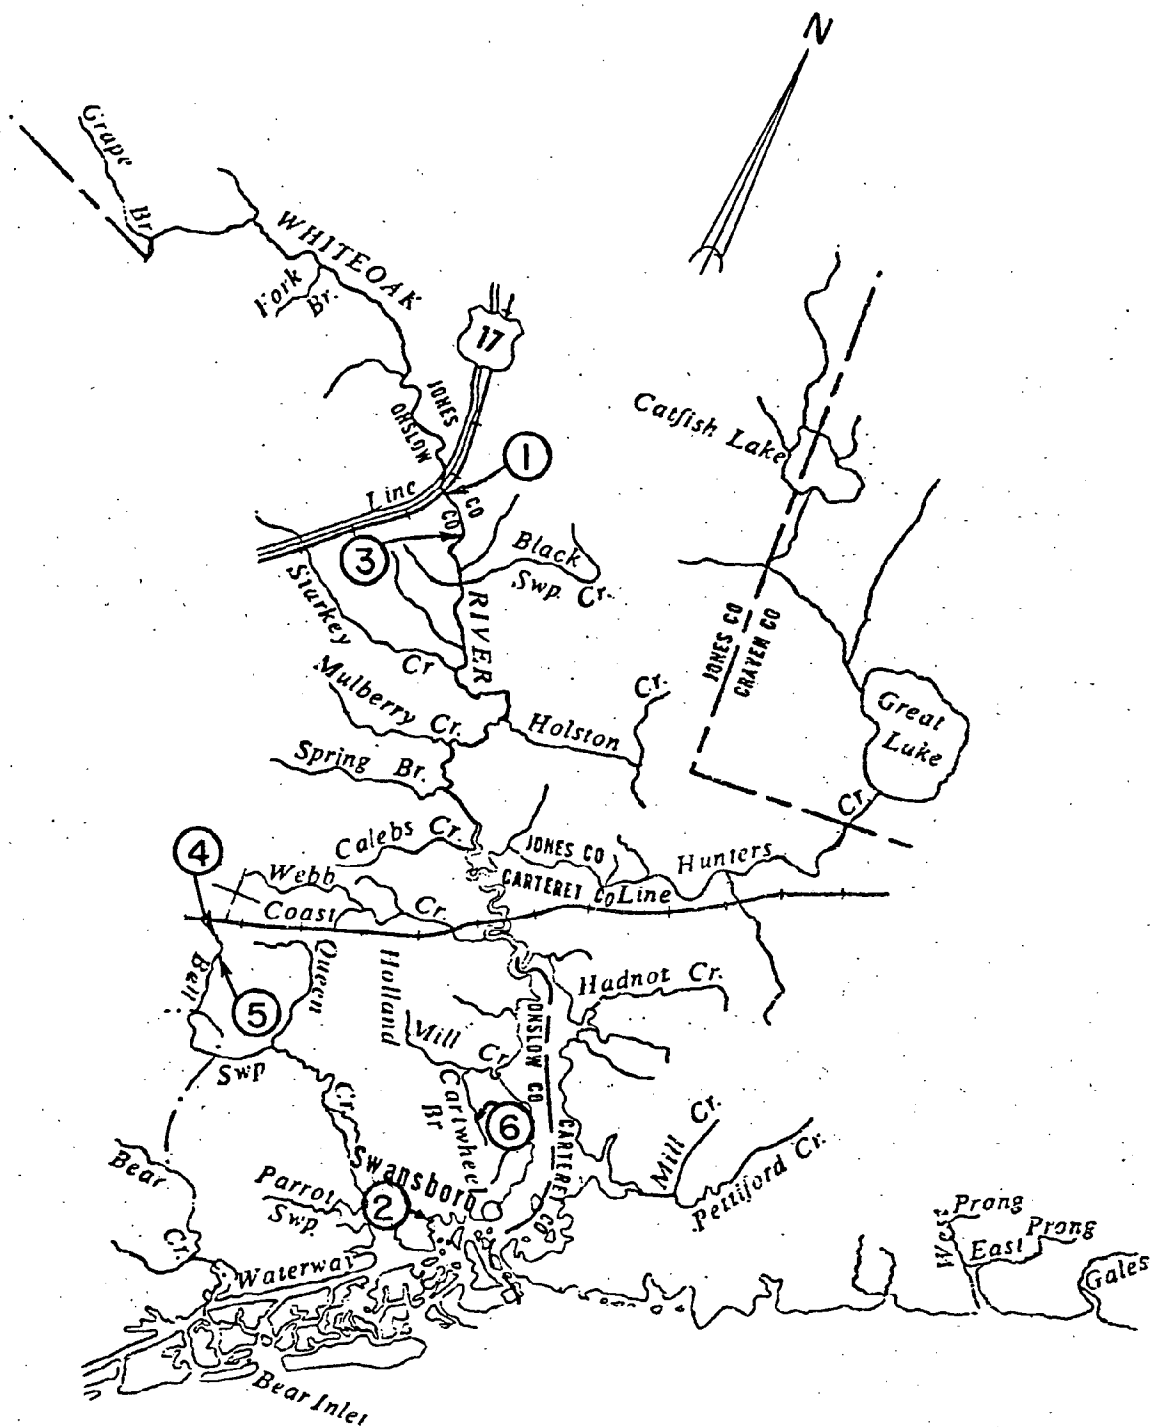 N
Grape
Br
WHITEOAK
Fork
Br.
17
JONES
ONSLOW
Catfish Lake
1
Line
CO
CO
3
Black
Swp. Cr.
Starkey
Cr
RIVER
JONES CO
CRAVEN CO
Mulberry Cr.
Cr.
Holston
Great
Lake
Spring Br.
Cr.
4
Calebs Cr.
JONES CO
Hunters
Webb
CARTERET CO Line
Coast
Cr.
Bell
Queen
Holland
Hadnot Cr.
5
Mill
Cr
ONSLOW CO
Swp
Cr.
Cartwheel
Br
6
CARTERET CO
Mill Cr.
Pettiford Cr.
Bear
Cr.
Swansboro
Parrot
Swp.
2
West
Prong
East
Prong
Gales
Waterway
Bear Inlet